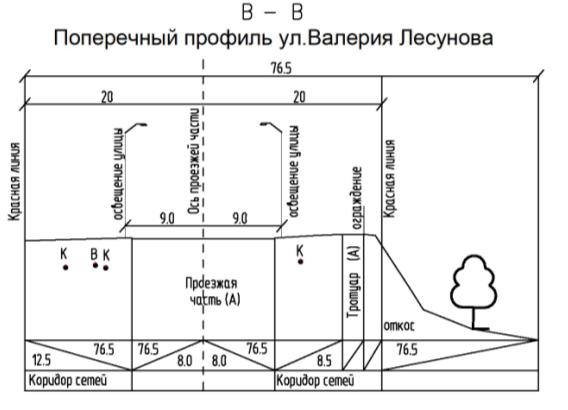 В - В
Поперечный профиль ул.Валерия Лесунова
76.5
20 20
Красная линия
освещение улицы
Ось проезжей части
освещение улицы
ограждение
Красная линия
9.0 9.0
К В К К
Проезжая
часть (А)
Тротуар (А)
откос
12.5 76.5 76.5 8.0 8.0 76.5 8.5 76.5
Коридор сетей Коридор сетей